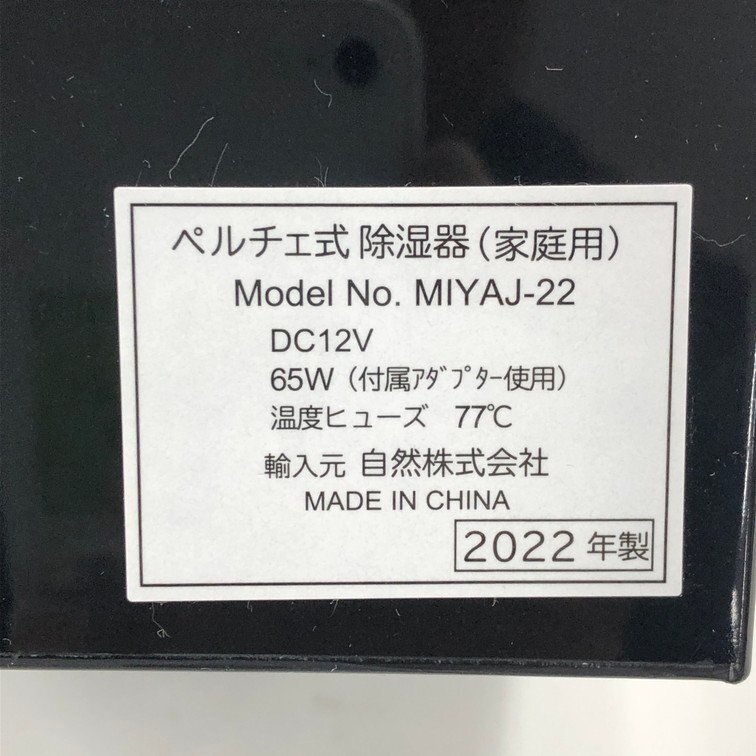 ペルチェ式 除湿器(家庭用)
Model No. MIYAJ-22
DC12V
65W (付属ｱﾀﾞﾌﾟﾀｰ使用)
温度ヒューズ 77℃
輸入元 自然株式会社
MADE IN CHINA
2022 年製